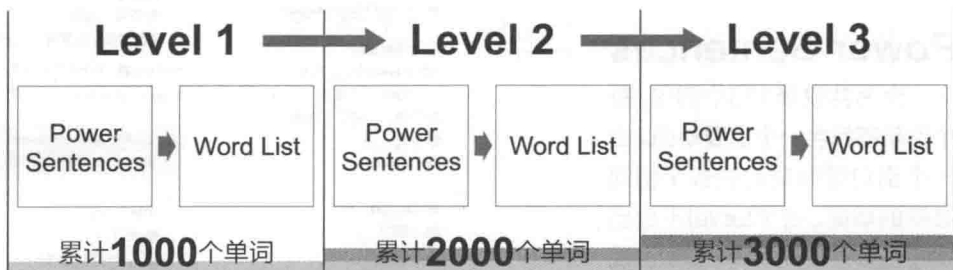 Level 1 Level 2 Level 3
Power Sentences Word List Power Sentences Word List Power Sentences Word List
累计1000个单词 累计2000个单词 累计3000个单词